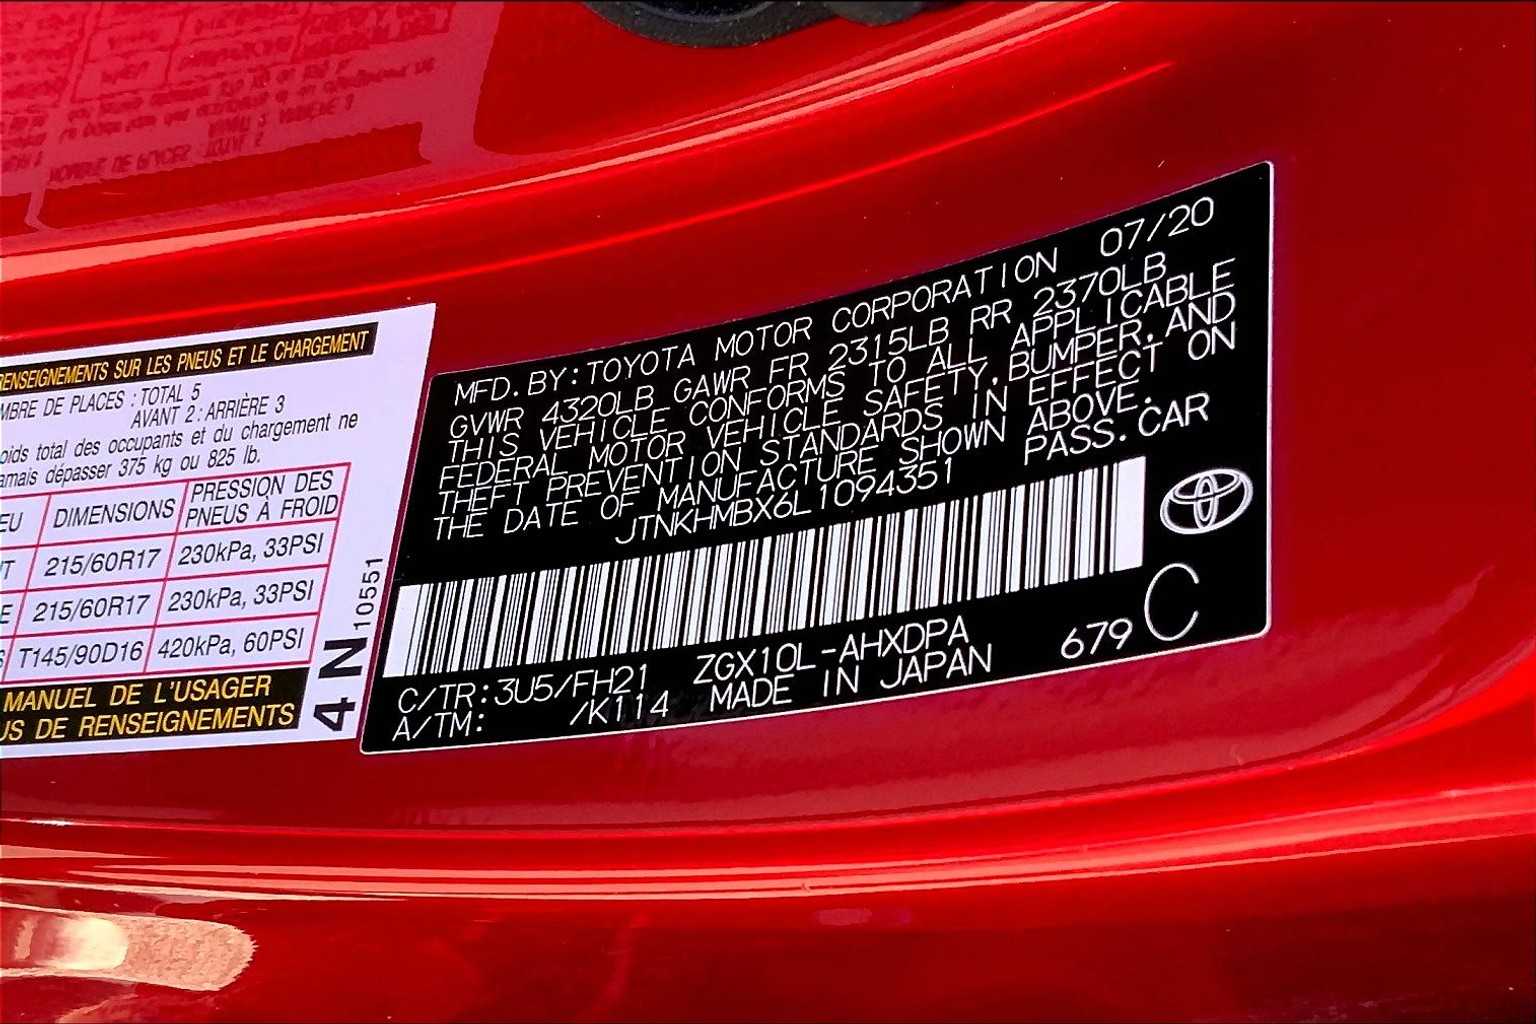 RENSEIGNEMENTS SUR LES PNEUS ET LE CHARGEMENT
MBRE DE PLACES : TOTAL 5
AVANT 2 : ARRIÈRE 3
oids total des occupants et du chargement ne
amais dépasser 375 kg ou 825 lb.
EU DIMENSIONS PRESSION DES
PNEUS À FROID
NT 215/60R17 230kPa, 33PSI
E 215/60R17 230kPa, 33PSI
S T145/90D16 420kPa, 60PSI
MANUEL DE L'USAGER
US DE RENSEIGNEMENTS
4N 10551
MFD. BY: TOYOTA MOTOR CORPORATION 07/20
GVWR 4320LB GAWR FR 2315LB RR 2370LB
THIS VEHICLE CONFORMS TO ALL APPLICABLE
FEDERAL MOTOR VEHICLE SAFETY, BUMPER, AND
THEFT PREVENTION STANDARDS IN EFFECT ON
THE DATE OF MANUFACTURE SHOWN ABOVE.
JTNKHMBX6L1094351 PASS. CAR
C/TR: 3U5/FH21 ZGX10L-AHXDPA 679 C
A/TM: /K114 MADE IN JAPAN